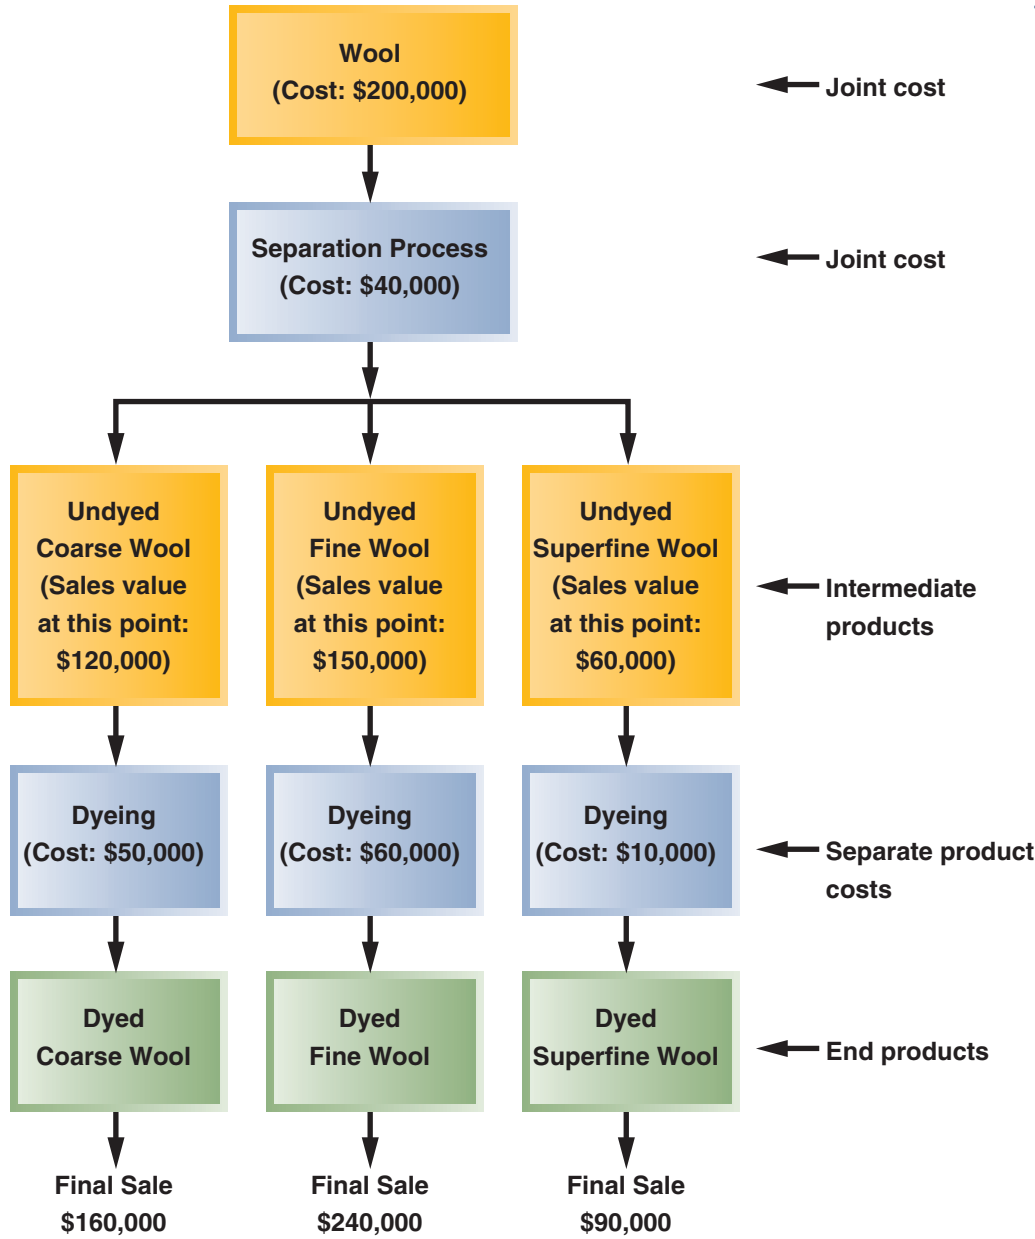 Wool
(Cost: $200,000)
Joint cost
Separation Process
(Cost: $40,000)
Joint cost
Undyed
Coarse Wool
(Sales value
at this point:
$120,000)
Undyed
Fine Wool
(Sales value
at this point:
$150,000)
Undyed
Superfine Wool
(Sales value
at this point:
$60,000)
Intermediate
products
Dyeing
(Cost: $50,000)
Dyeing
(Cost: $60,000)
Dyeing
(Cost: $10,000)
Separate product
costs
Dyed
Coarse Wool
Dyed
Fine Wool
Dyed
Superfine Wool
End products
Final Sale
$160,000
Final Sale
$240,000
Final Sale
$90,000